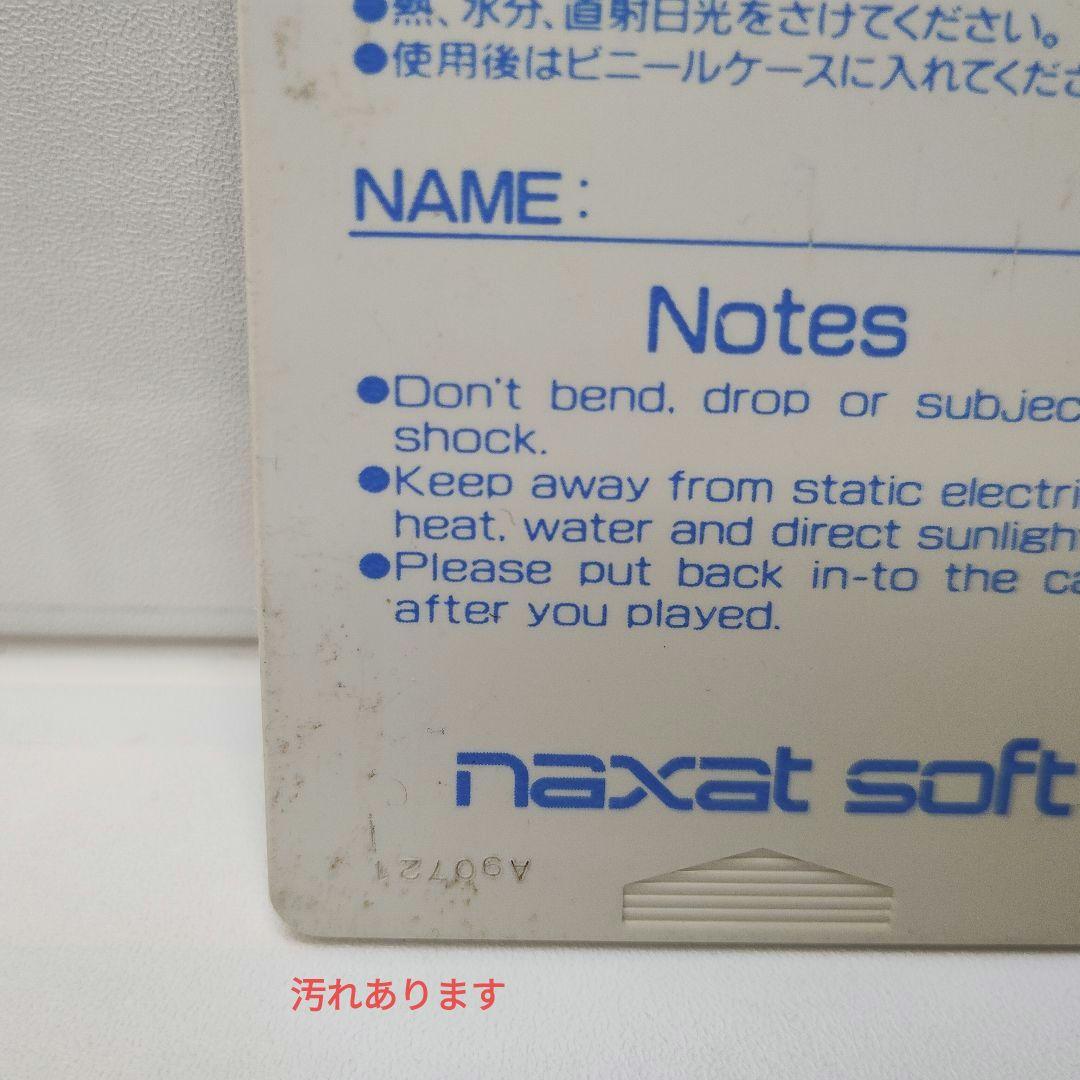 ●熱、水分、直射日光をさけてください。
●使用後はビニールケースに入れてくださ
NAME:
Notes
●Don't bend. drop or subjec
shock.
●Keep away from static electri
heat. water and direct sunligh
●Please put back in-to the ca
after you played.
naxat soft
汚れあります